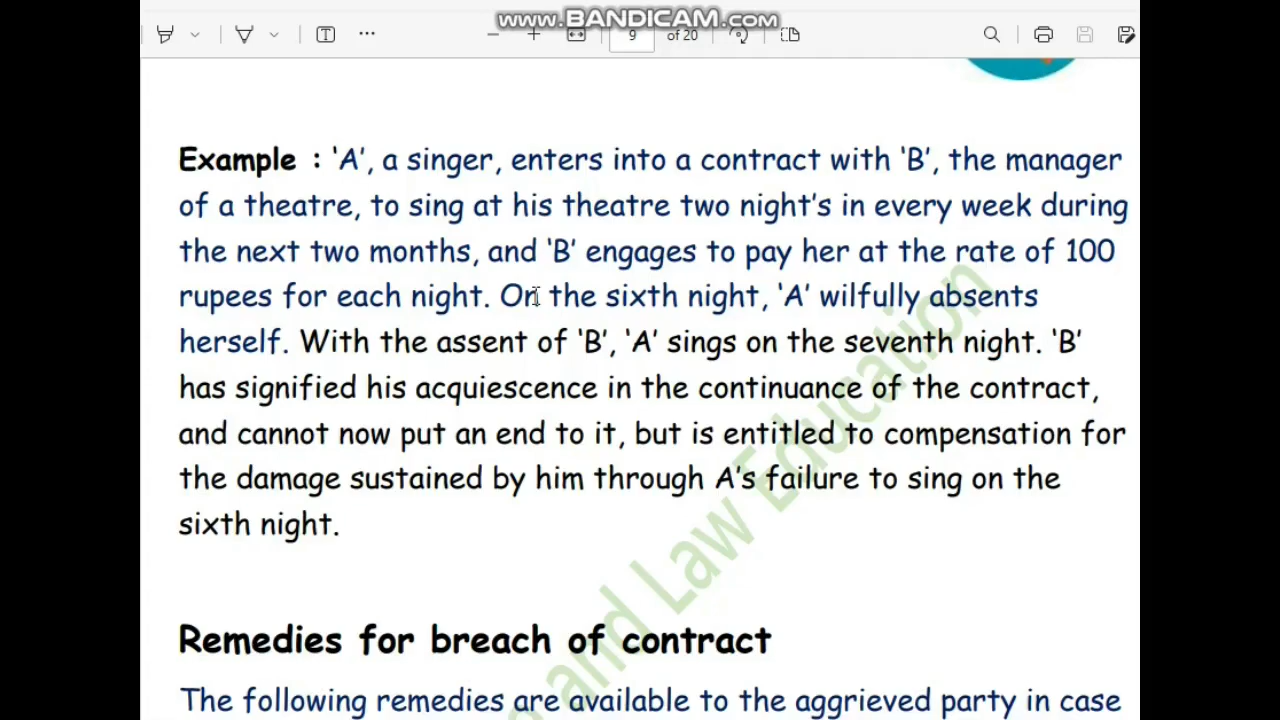 www.BANDICAM.com
9 of 20
Example : ‘A’, a singer, enters into a contract with ‘B’, the manager
of a theatre, to sing at his theatre two night’s in every week during
the next two months, and ‘B’ engages to pay her at the rate of 100
rupees for each night. On the sixth night, ‘A’ wilfully absents
herself. With the assent of ‘B’, ‘A’ sings on the seventh night. ‘B’
has signified his acquiescence in the continuance of the contract,
and cannot now put an end to it, but is entitled to compensation for
the damage sustained by him through A’s failure to sing on the
sixth night.
and Law Education
Remedies for breach of contract
The following remedies are available to the aggrieved party in case